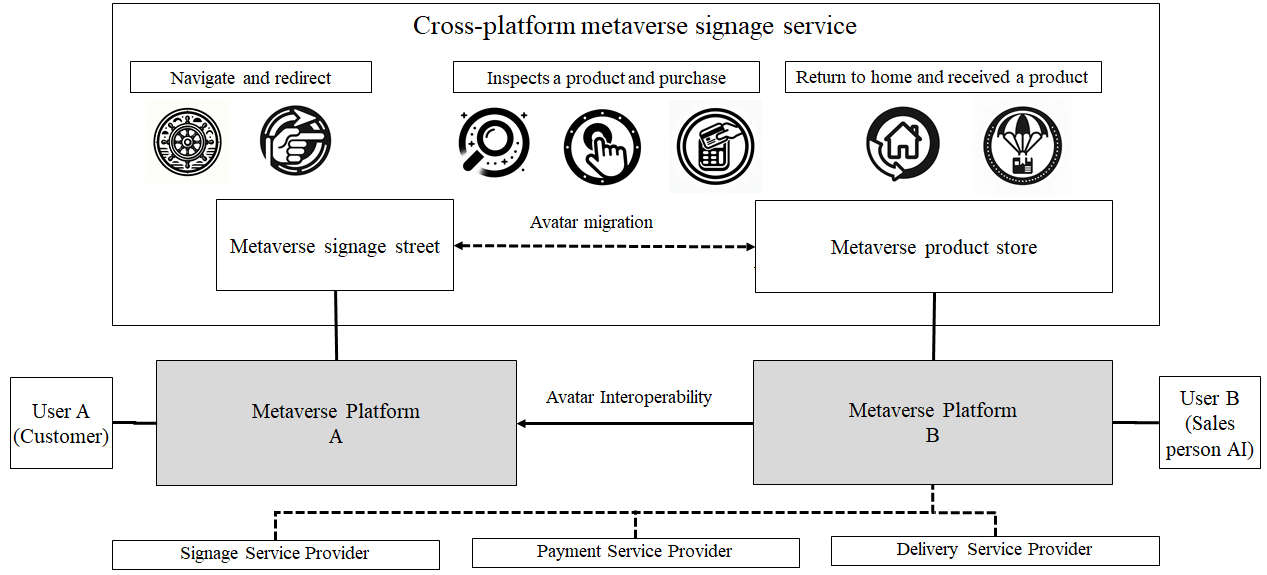 Cross-platform metaverse signage service
Navigate and redirect
Inspects a product and purchase
Return to home and received a product
Avatar migration
Metaverse signage street
Metaverse product store
Avatar Interoperability
User A
(Customer)
Metaverse Platform
A
Metaverse Platform
B
User B
(Sales
person AI)
Signage Service Provider
Payment Service Provider
Delivery Service Provider